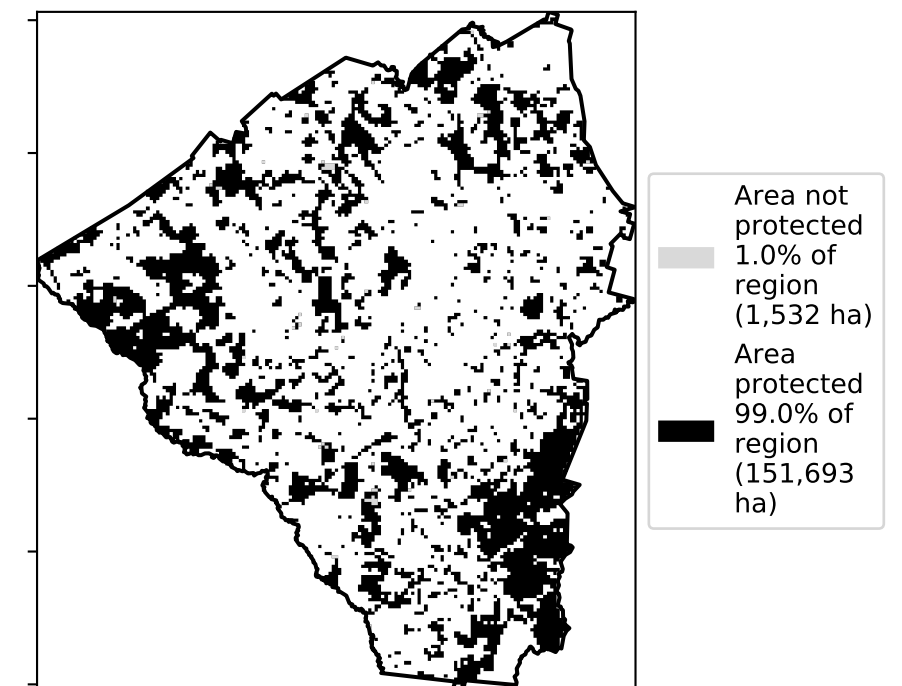 Area not
protected
1.0% of
region
(1,532 ha)
Area
protected
99.0% of
region
(151,693
ha)